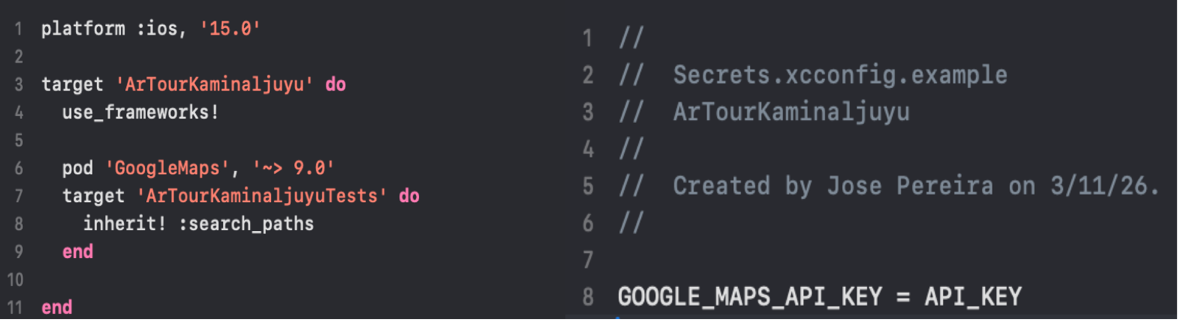 1 platform :ios, '15.0'
2
3 target 'ArTourKaminaljuyu' do
4 use_frameworks!
5
6 pod 'GoogleMaps', '~> 9.0'
7 target 'ArTourKaminaljuyuTests' do
8 inherit! :search_paths
9 end
10
11 end
1 //
2 // Secrets.xcconfig.example
3 // ArTourKaminaljuyu
4 //
5 // Created by Jose Pereira on 3/11/26.
6 //
7
8 GOOGLE_MAPS_API_KEY = API_KEY